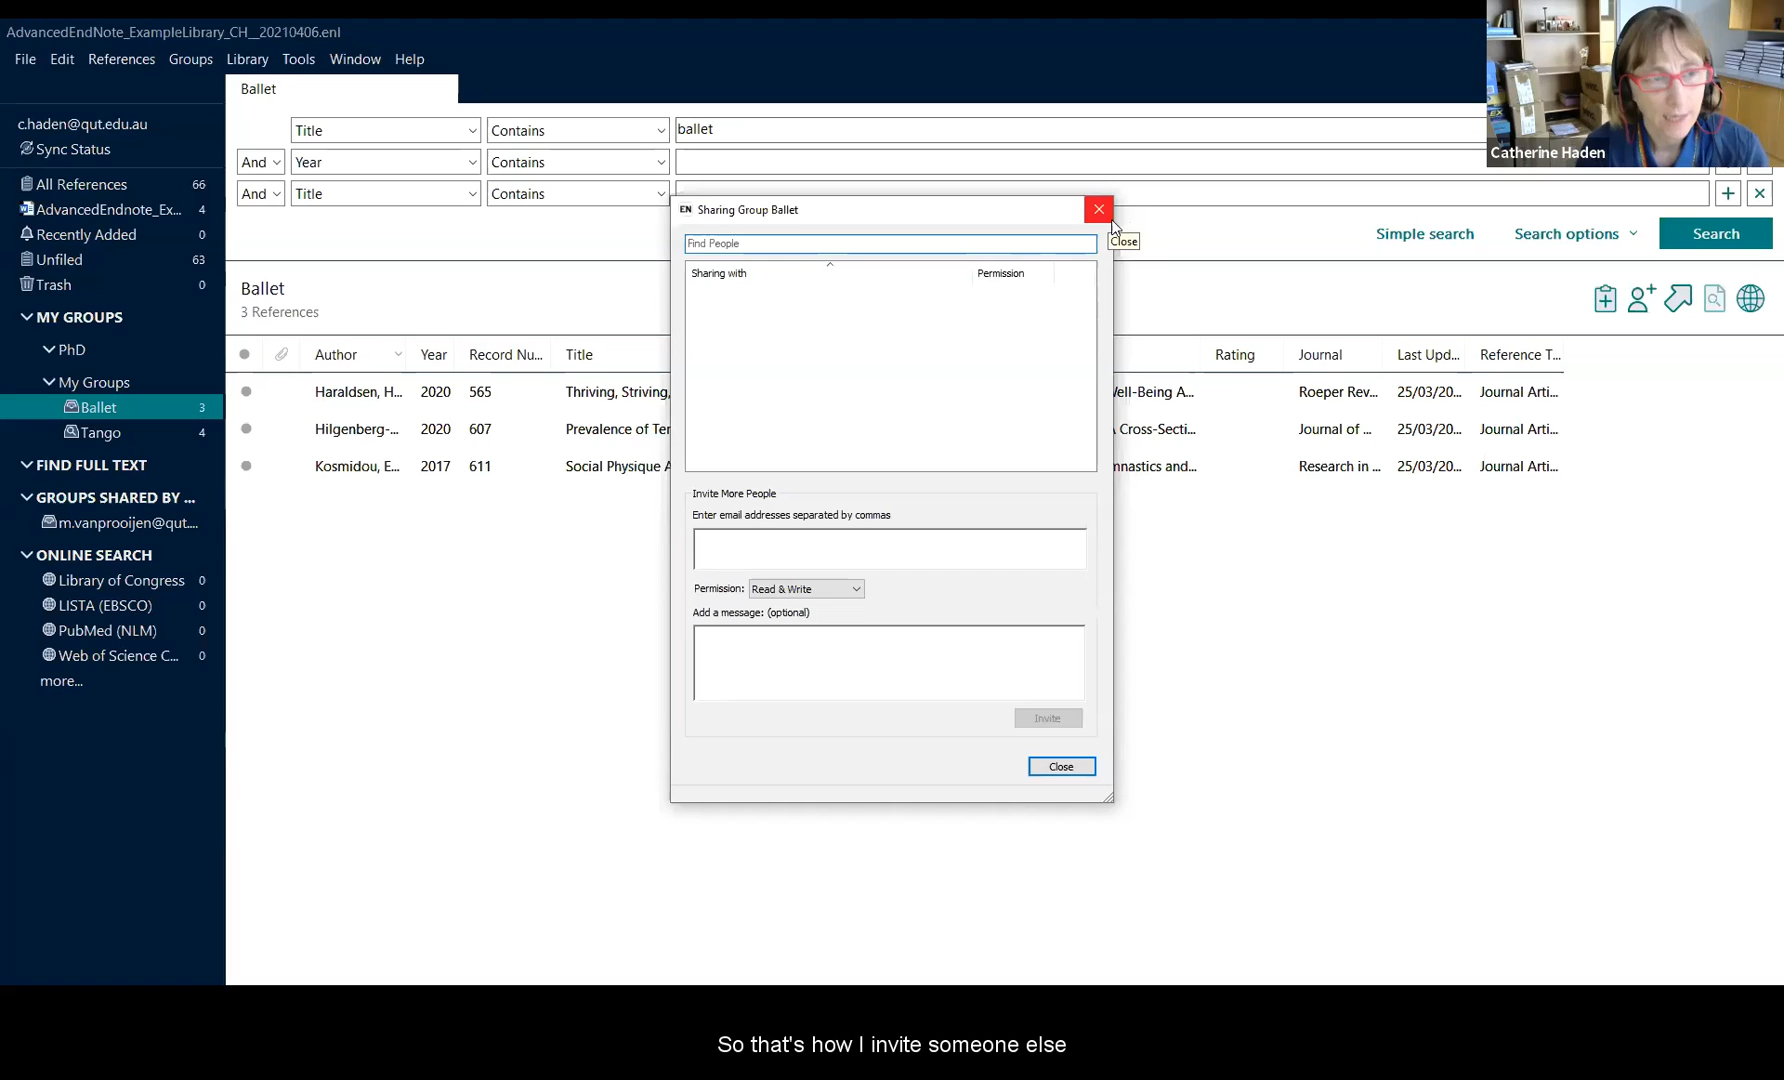 AdvancedEndNote_ExampleLibrary_CH__20210406.enl
File Edit References Groups Library Tools Window Help
Catherine Haden
c.haden@qut.edu.au
Sync Status
All References 66
AdvancedEndnote_Ex... 4
Recently Added 0
Unfiled 63
Trash 0
MY GROUPS
PhD
My Groups
Ballet 3
Tango 4
FIND FULL TEXT
GROUPS SHARED BY ...
m.vanprooijen@qut....
ONLINE SEARCH
Library of Congress 0
LISTA (EBSCO) 0
PubMed (NLM) 0
Web of Science C... 0
more...
Ballet
Title Contains ballet
And Year Contains
And Title Contains
Simple search Search options Search
Ballet
3 References
Author Year Record Nu... Title Rating Journal Last Upd... Reference T...
Haraldsen, H... 2020 565 Thriving, Striving, Well-Being A... Roeper Rev... 25/03/20... Journal Arti...
Hilgenberg-... 2020 607 Prevalence of Ter A Cross-Secti... Journal of ... 25/03/20... Journal Arti...
Kosmidou, E... 2017 611 Social Physique A mnastics and... Research in ... 25/03/20... Journal Arti...
EN Sharing Group Ballet
Close
Find People
Sharing with Permission
Invite More People
Enter email addresses separated by commas
Permission: Read & Write
Add a message: (optional)
Invite
Close
So that's how I invite someone else